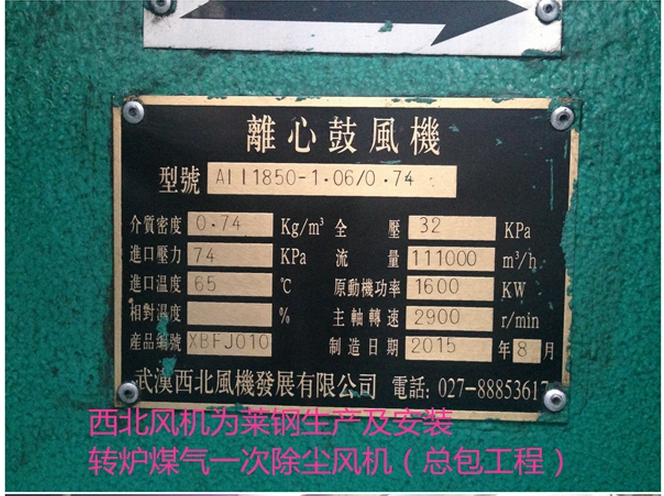 離心鼓風機
型號 AII1850-1.06/0.74
介質密度 0.74 Kg/m³ 全 壓 32 KPa
進口壓力 74 KPa 流 量 111000 m³/h
進口温度 65 ℃ 原動機功率 1600 KW
相對濕度 % 主軸轉速 2900 r/min
産品編號 XBFJ010 制造日期 2015 年 8 月
武漢西北風機發展有限公司 電話: 027-88853617
西北风机为莱钢生产及安装
转炉煤气一次除尘风机（总包工程）